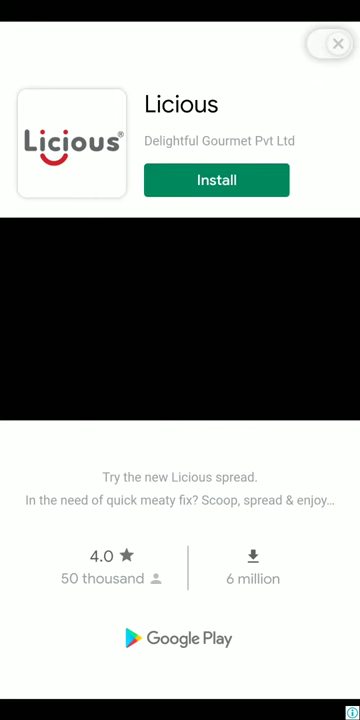 Licious
Licious®
Delightful Gourmet Pvt Ltd
Install
Try the new Licious spread.
In the need of quick meaty fix? Scoop, spread & enjoy...
4.0
50 thousand
6 million
Google Play